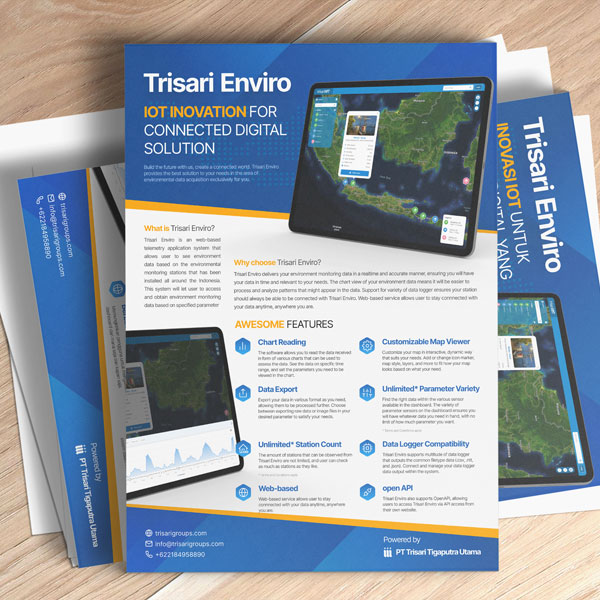 Trisari Enviro
IOT INOVATION FOR
CONNECTED DIGITAL
SOLUTION
Build the future with us, create a connected world. Trisari Enviro
provides the best solution to your needs in this area of
environmental data acquisition exclusively for you.
What is Trisari Enviro?
Trisari Enviro is an web-based
telemetry application system that
allows user to see environment
data based on the environmental
monitoring stations that has been
installed all around the Indonesia.
This system will let user to access
and obtain environment monitoring
data based on specified parameter
Why choose Trisari Enviro?
Trisari Enviro delivers your environment monitoring data in a realtime and accurate manner, ensuring you will have
your data in time and relevant to your needs. The chart view of your environment data means it will be easier to
process and analyze patterns that might appear in the data. Support for variety of data logger ensures your station
should always be able to be connected with Trisari Enviro. Web-based service allows user to stay connected with
your data anytime, anywhere you are.
AWESOME FEATURES
Chart Reading
The software allows you to read the data received
in form of various charts that can be used to
assess the data. See the data on specific time
range, and set the parameters you need to be
viewed in the chart.
Data Export
Export your data in various format as you need,
allowing them to be processed further. Choose
between exporting raw data or image files in your
desired parameter to satisfy your needs.
Unlimited* Station Count
The amount of stations that can be observed from
Trisari Enviro are not limited, and user can check
as much as stations as they like.
Web-based
Web-based service allows user to stay
connected with your data anytime, anywhere
you are.
Customizable Map Viewer
Customize your map in interactive, dynamic way
that suits your needs. Add or change icon marker,
map style, layers, and more to fit how your map
looks based on what your need
Unlimited* Parameter Variety
Find the right data within the various sensor
available in the dashboard. The variety of
parameter sensors on the dashboard ensures you
will have whatever data you need in hand, with no
limit of how much parameter you want.
Data Logger Compatibility
Trisari Enviro supports multitude of data logger
that outputs the common filetype data (.csv, .mli,
and .json). Connect and manage your data logger
data output within the system.
open API
Trisari Enviro also supports OpenAPI, allowing
users to access Trisari Enviro via API access from
their own website.
trisarigroups.com
info@trisarigroups.com
+622184958890
Powered by
PT Trisari Tigaputra Utama
trisarigroups.com
info@trisarigroups.com
+622184958890
Powered by
PT Trisari Tigaputra Utama
Trisari Enviro
INOVASI IOT UNTUK
DIGITAL YANG